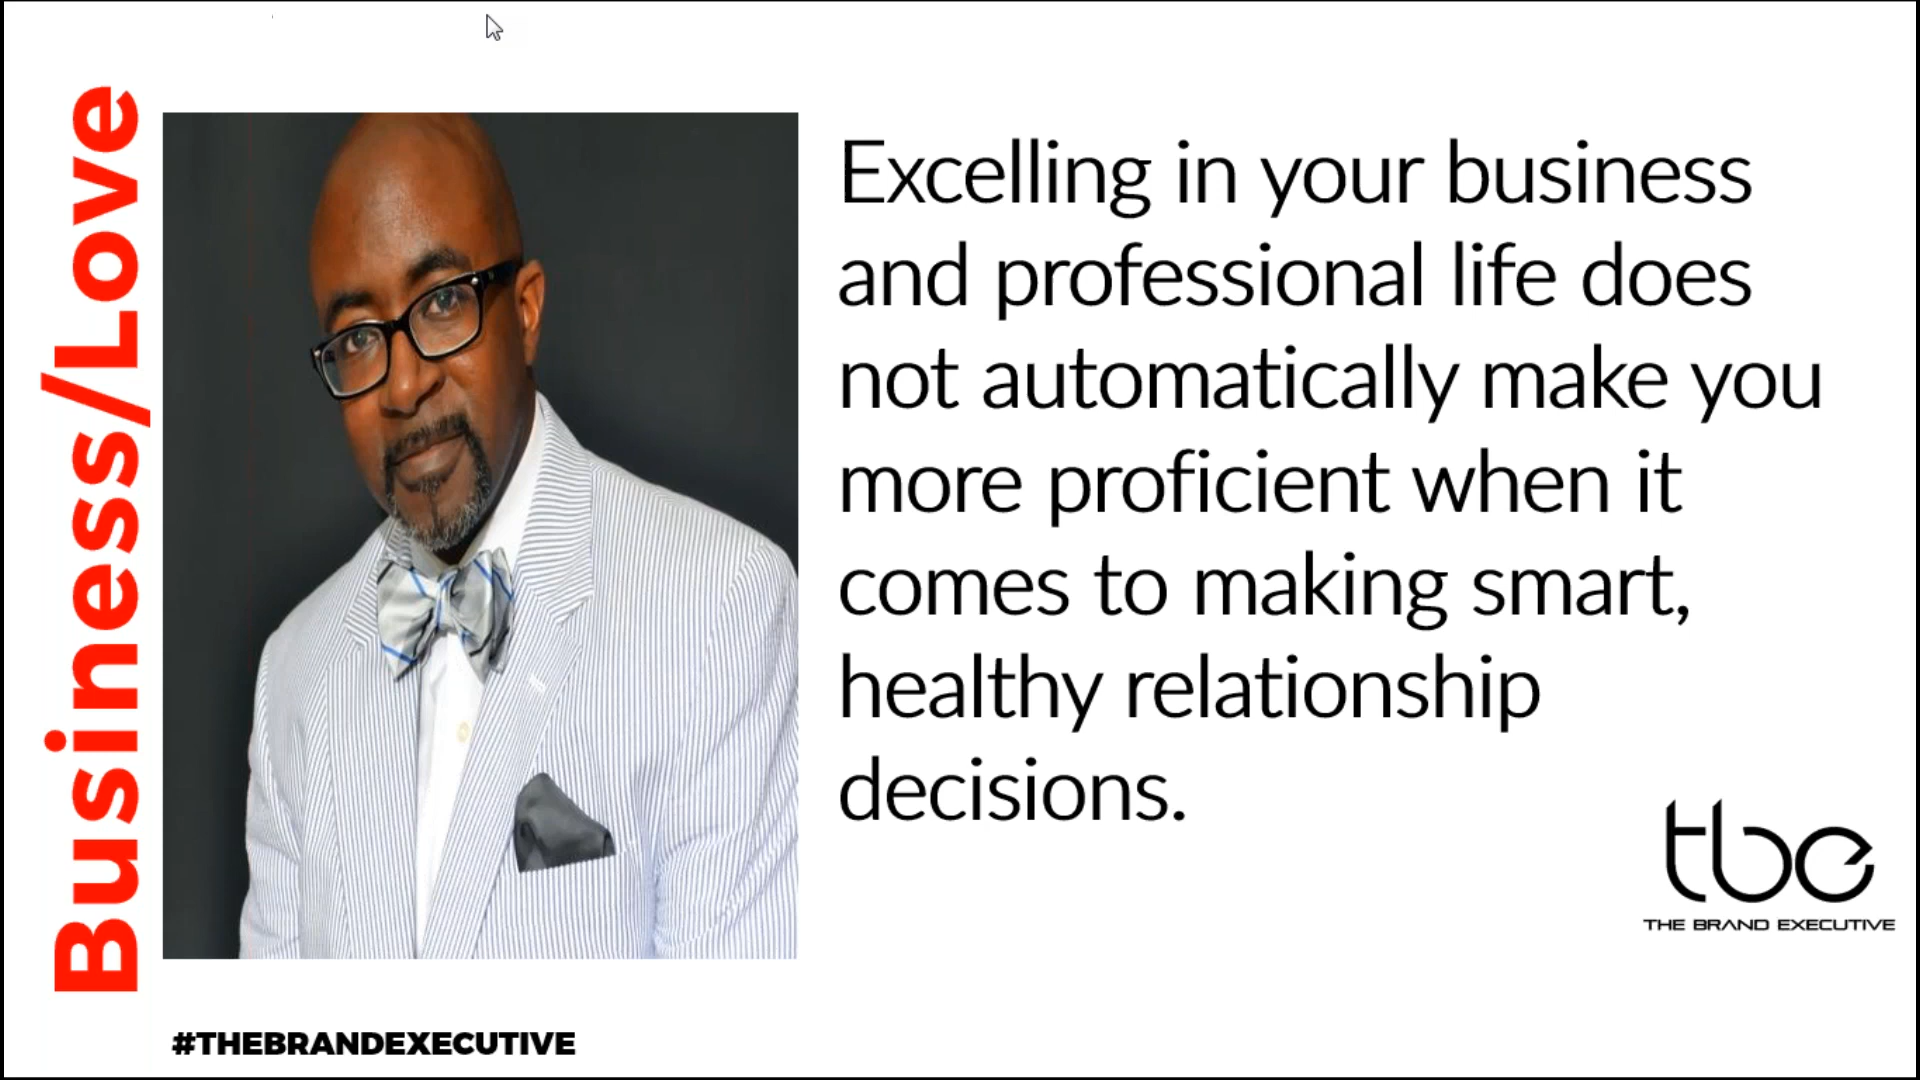 Business/Love
Excelling in your business
and professional life does
not automatically make you
more proficient when it
comes to making smart,
healthy relationship
decisions.
tbe
THE BRAND EXECUTIVE
#THEBRANDEXECUTIVE